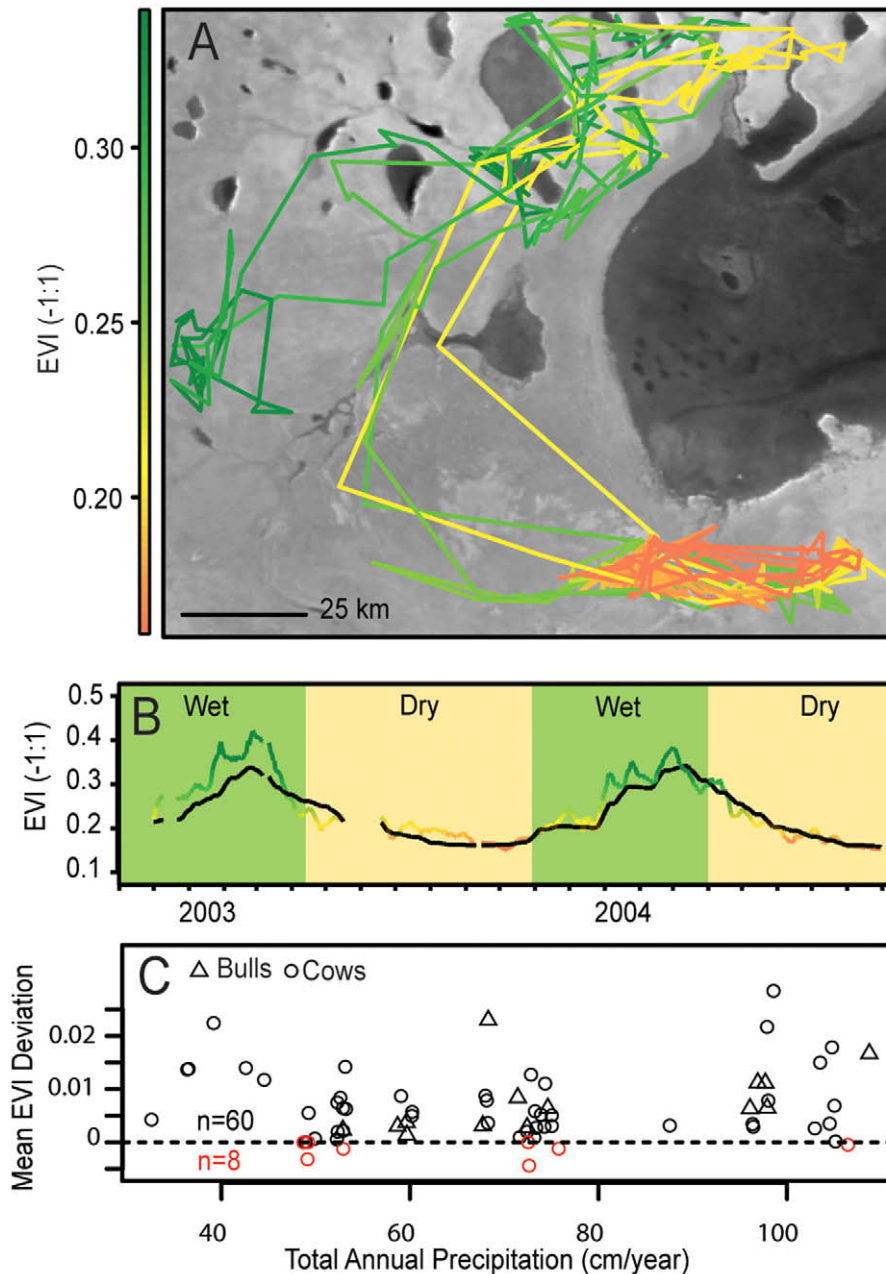 A
0.30
0.25
0.20
EVI (-1:1)
25 km
B
Wet
Dry
Wet
Dry
0.5
0.4
0.3
0.2
0.1
EVI (-1:1)
2003
2004
C
Bulls
Cows
0.02
0.01
0
Mean EVI Deviation
n=60
n=8
40
60
80
100
Total Annual Precipitation (cm/year)